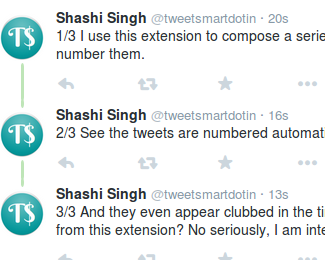 Shashi Singh @tweetsmartdotin · 20s
1/3 I use this extension to compose a serie
number them.
Shashi Singh @tweetsmartdotin · 16s
2/3 See the tweets are numbered automat
Shashi Singh @tweetsmartdotin · 13s
3/3 And they even appear clubbed in the ti
from this extension? No seriously, I am inte
T$
T$
T$